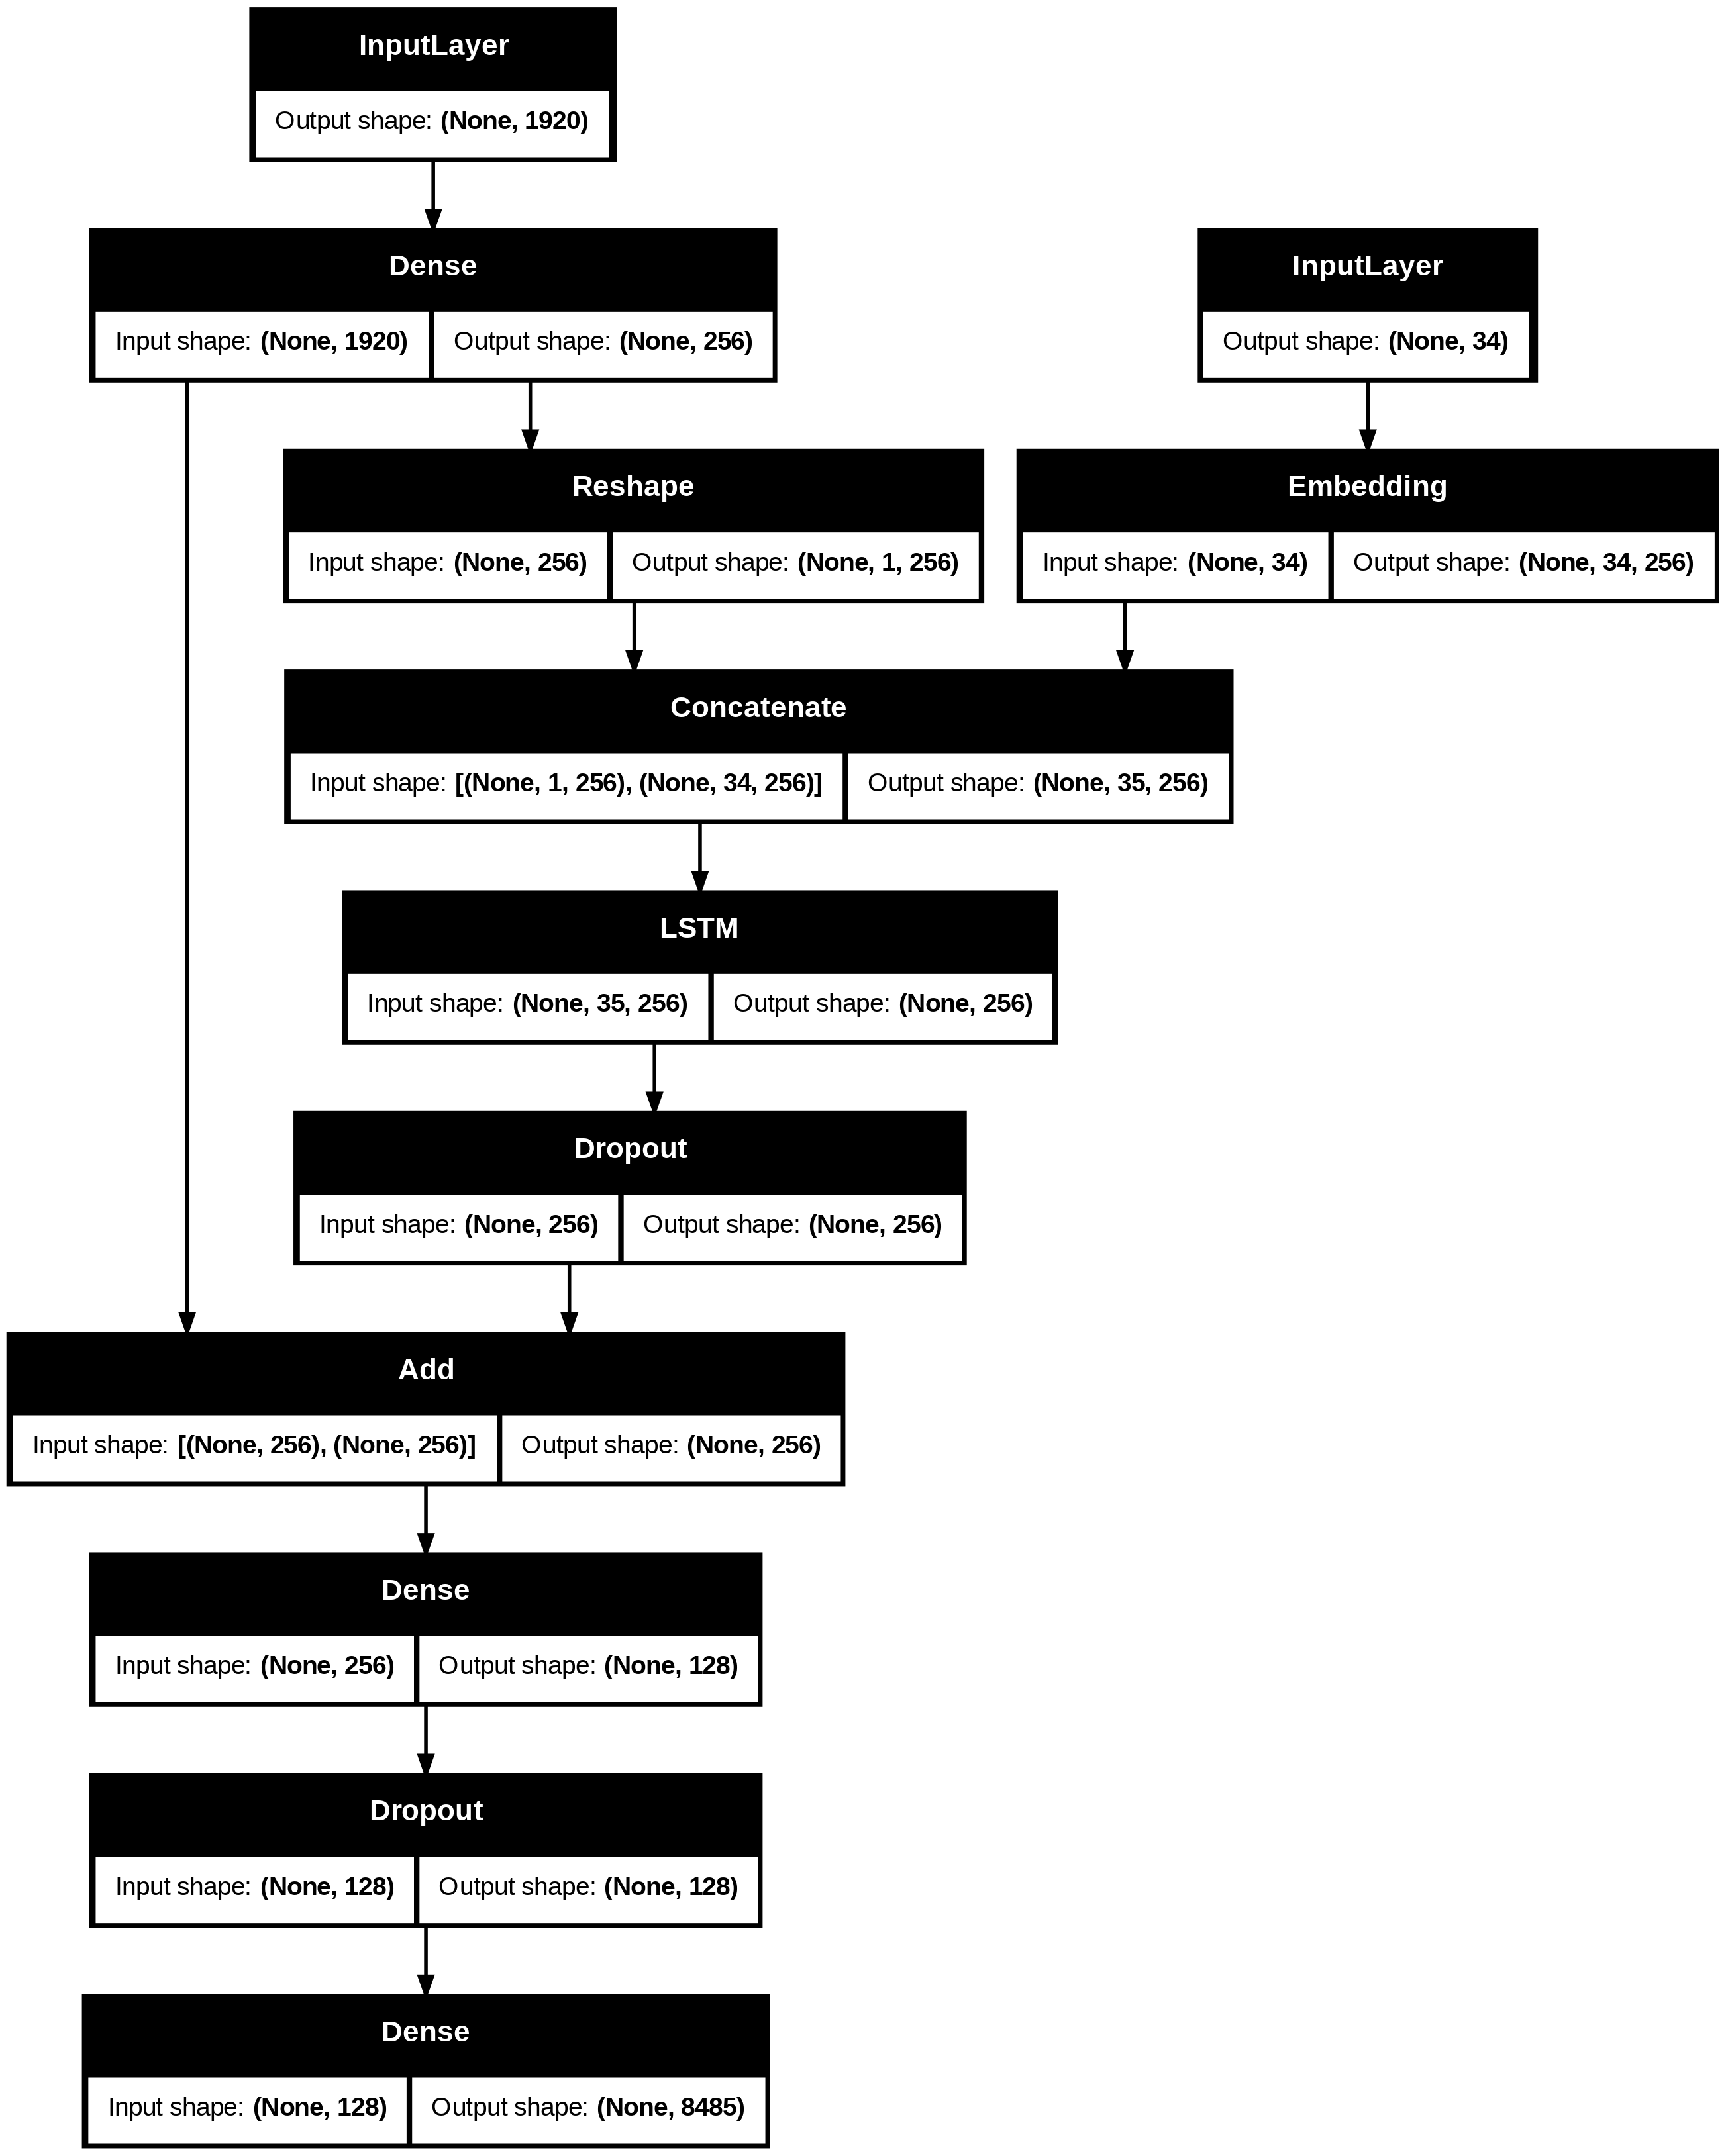 InputLayer
Output shape: (None, 1920)
Dense
Input shape: (None, 1920) Output shape: (None, 256)
InputLayer
Output shape: (None, 34)
Reshape
Input shape: (None, 256) Output shape: (None, 1, 256)
Embedding
Input shape: (None, 34) Output shape: (None, 34, 256)
Concatenate
Input shape: [(None, 1, 256), (None, 34, 256)] Output shape: (None, 35, 256)
LSTM
Input shape: (None, 35, 256) Output shape: (None, 256)
Dropout
Input shape: (None, 256) Output shape: (None, 256)
Add
Input shape: [(None, 256), (None, 256)] Output shape: (None, 256)
Dense
Input shape: (None, 256) Output shape: (None, 128)
Dropout
Input shape: (None, 128) Output shape: (None, 128)
Dense
Input shape: (None, 128) Output shape: (None, 8485)